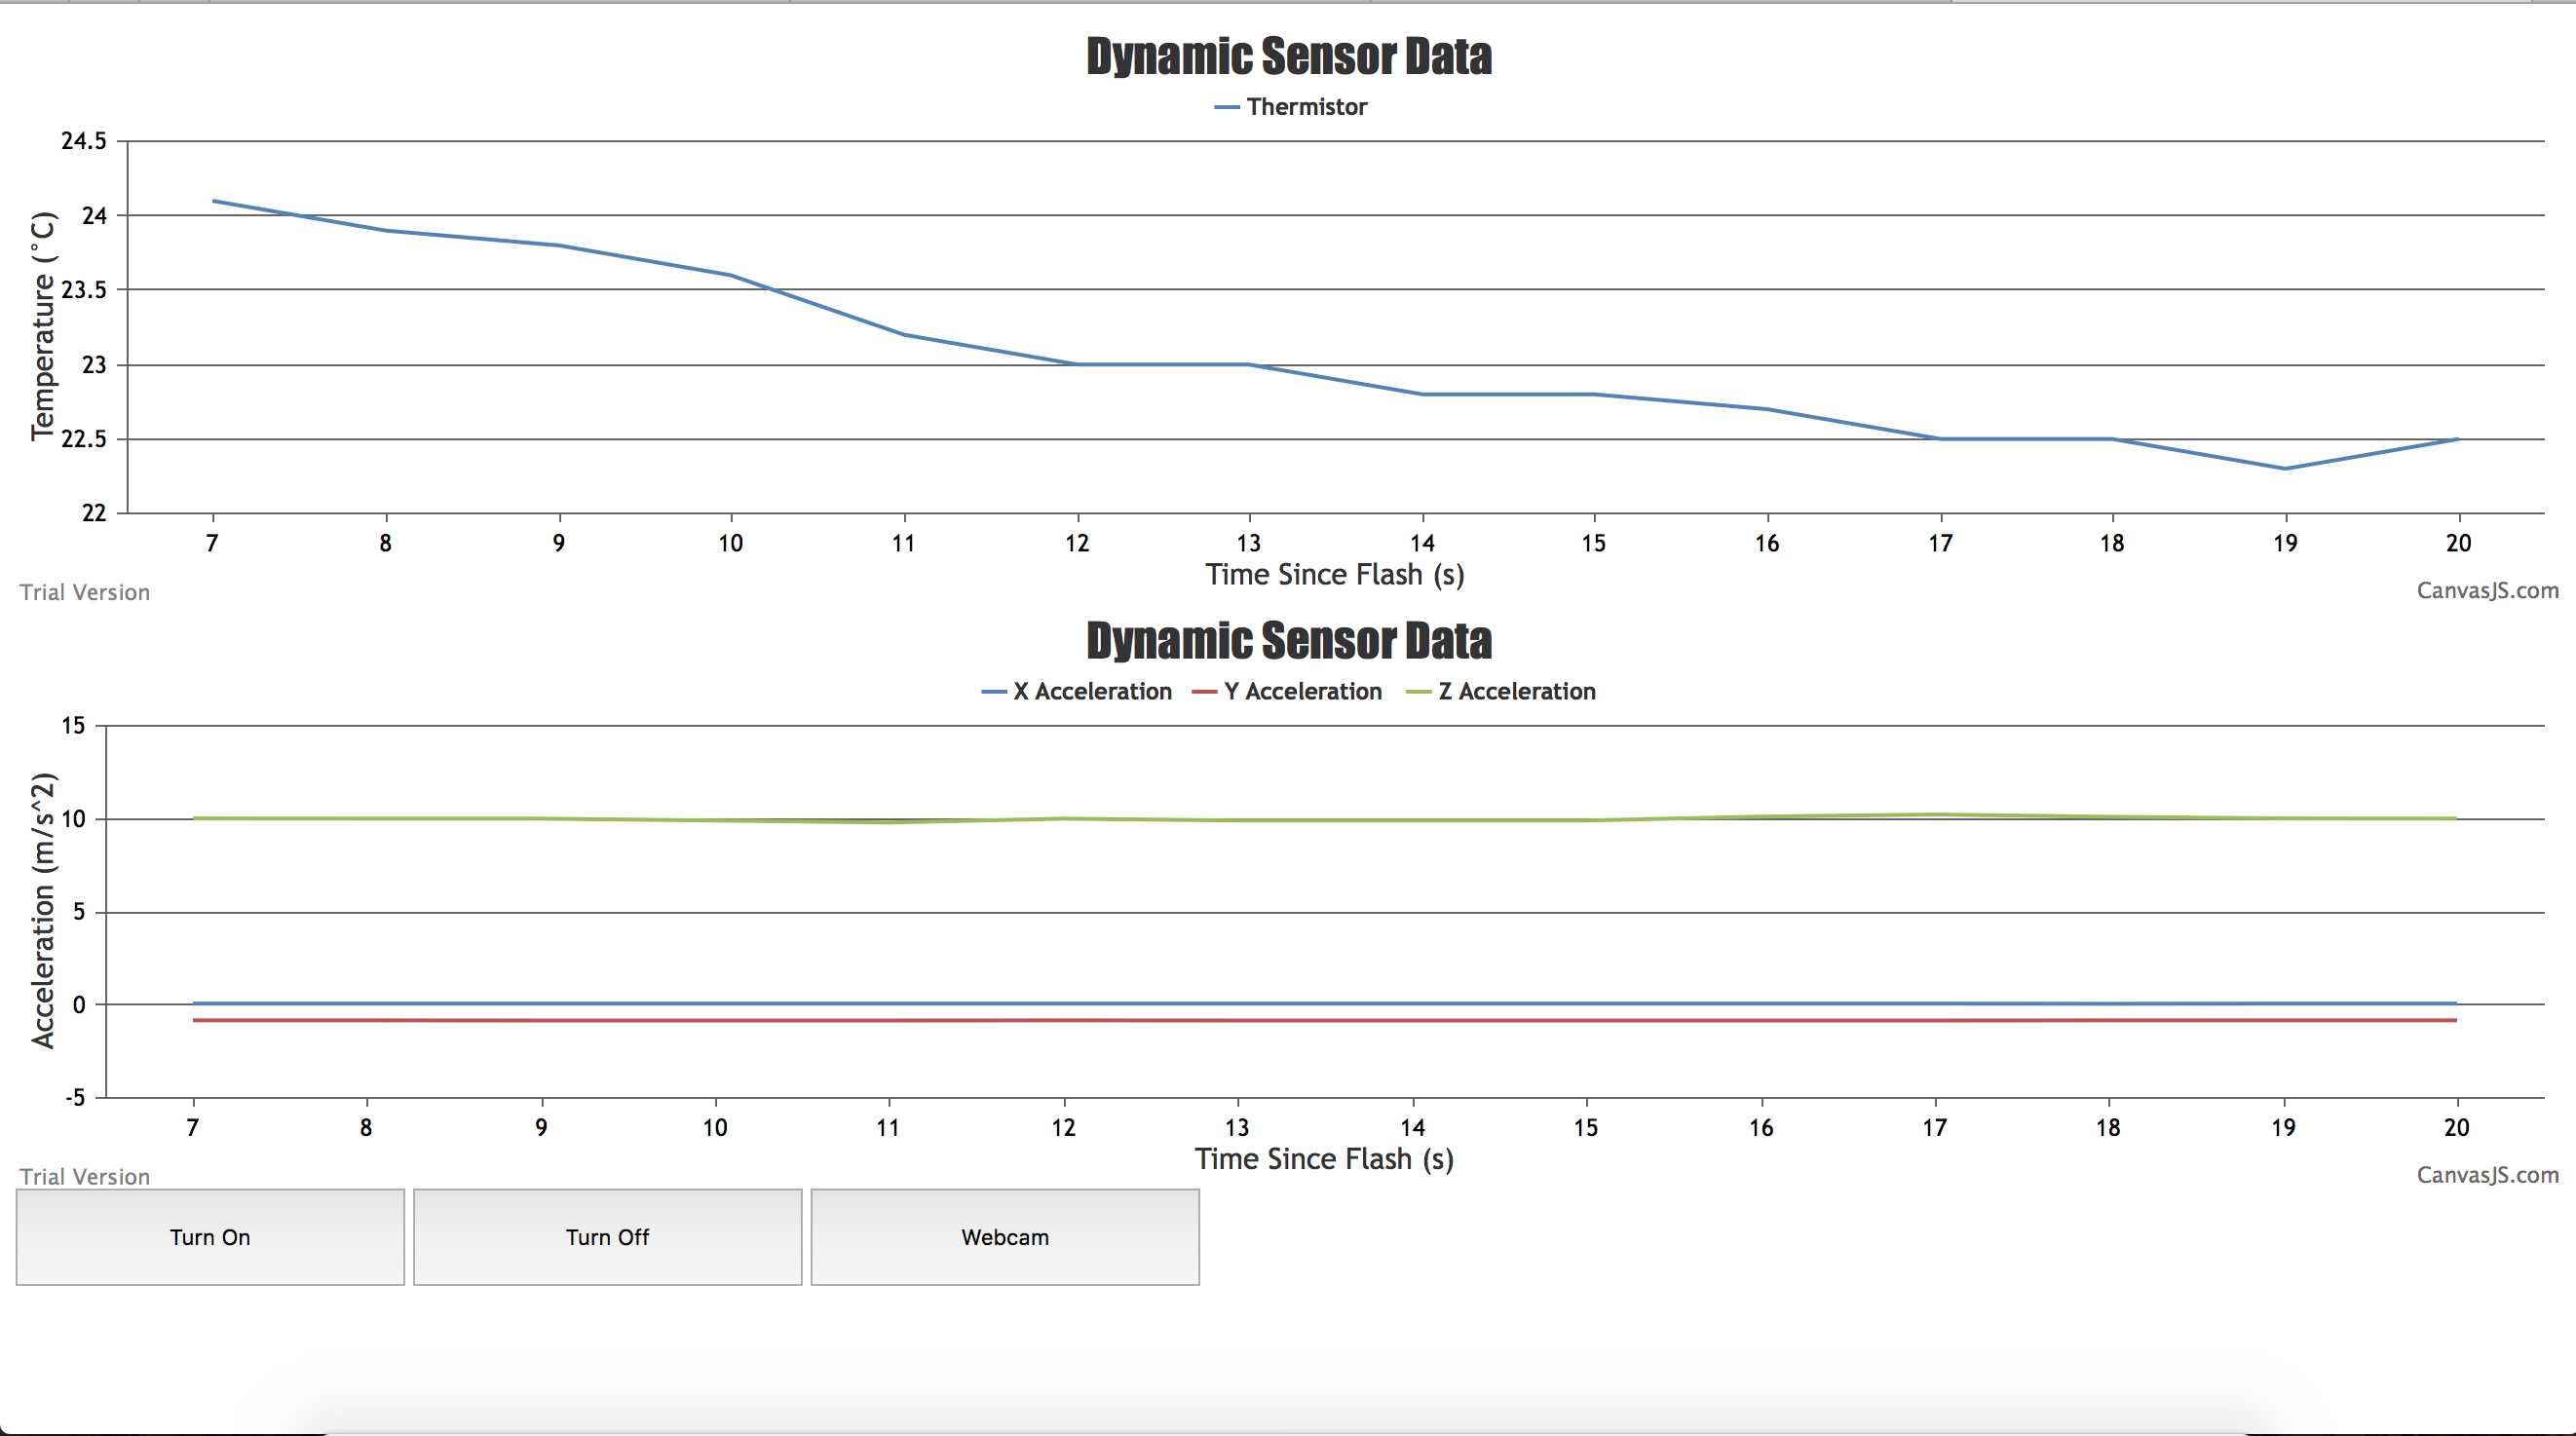 Dynamic Sensor Data
Thermistor
Temperature (°C)
24.5
24
23.5
23
22.5
22
7 8 9 10 11 12 13 14 15 16 17 18 19 20
Time Since Flash (s)
Trial Version
CanvasJS.com
Dynamic Sensor Data
X Acceleration Y Acceleration Z Acceleration
Acceleration (m/s^2)
15
10
5
0
-5
7 8 9 10 11 12 13 14 15 16 17 18 19 20
Time Since Flash (s)
Trial Version
CanvasJS.com
Turn On Turn Off Webcam